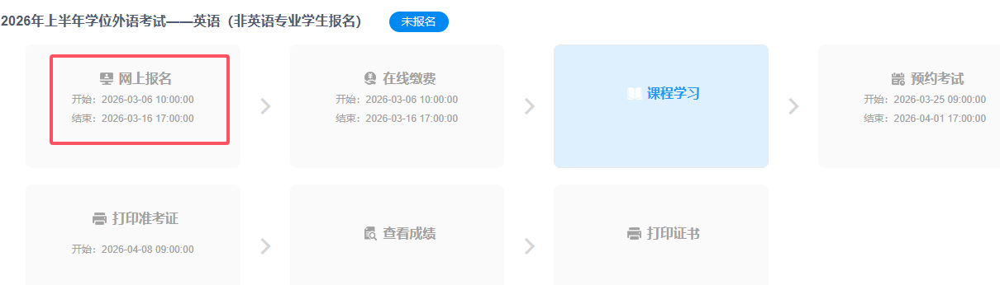 2026年上半年学位外语考试——英语（非英语专业学生报名） 未报名
网上报名
开始：2026-03-06 10:00:00
结束：2026-03-16 17:00:00
在线缴费
开始：2026-03-06 10:00:00
结束：2026-03-16 17:00:00
课程学习
预约考试
开始：2026-03-25 09:00:00
结束：2026-04-01 17:00:00
打印准考证
开始：2026-04-08 09:00:00
查看成绩
打印证书